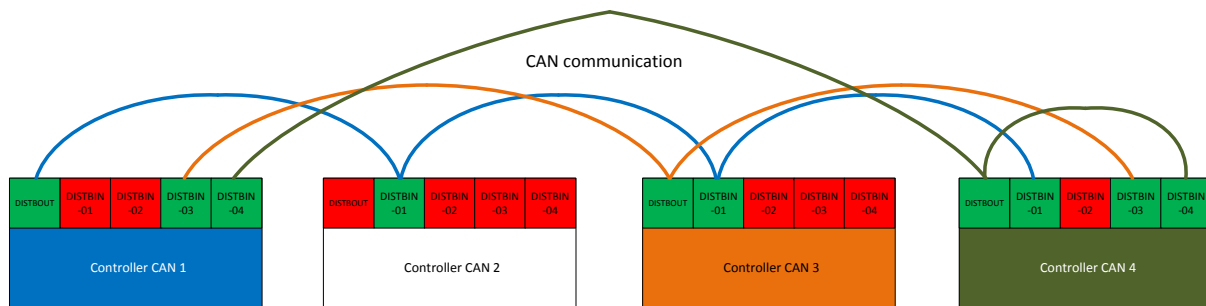 CAN communication
DISTBOUT
DISTBIN
-01
DISTBIN
-02
DISTBIN
-03
DISTBIN
-04
Controller CAN 1
DISTBOUT
DISTBIN
-01
DISTBIN
-02
DISTBIN
-03
DISTBIN
-04
Controller CAN 2
DISTBOUT
DISTBIN
-01
DISTBIN
-02
DISTBIN
-03
DISTBIN
-04
Controller CAN 3
DISTBOUT
DISTBIN
-01
DISTBIN
-02
DISTBIN
-03
DISTBIN
-04
Controller CAN 4